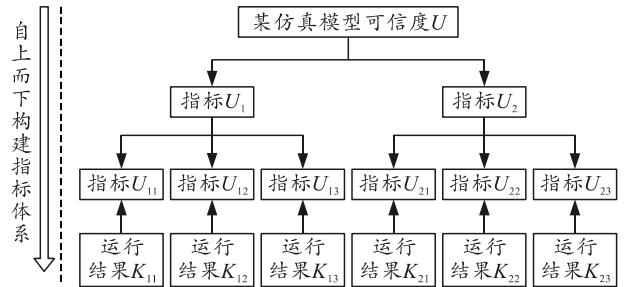 自上而下构建指标体系
某仿真模型可信度U
指标U₁
指标U₂
指标U₁₁
指标U₁₂
指标U₁₃
指标U₂₁
指标U₂₂
指标U₂₃
运行
结果K₁₁
运行
结果K₁₂
运行
结果K₁₃
运行
结果K₂₁
运行
结果K₂₂
运行
结果K₂₃